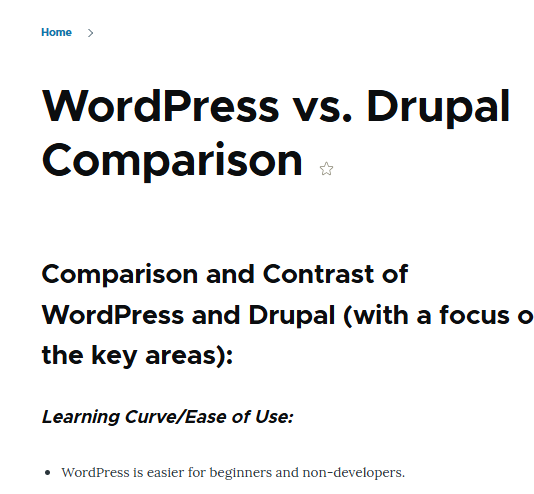 Home
WordPress vs. Drupal
Comparison
Comparison and Contrast of
WordPress and Drupal (with a focus o
the key areas):
Learning Curve/Ease of Use:
• WordPress is easier for beginners and non-developers.